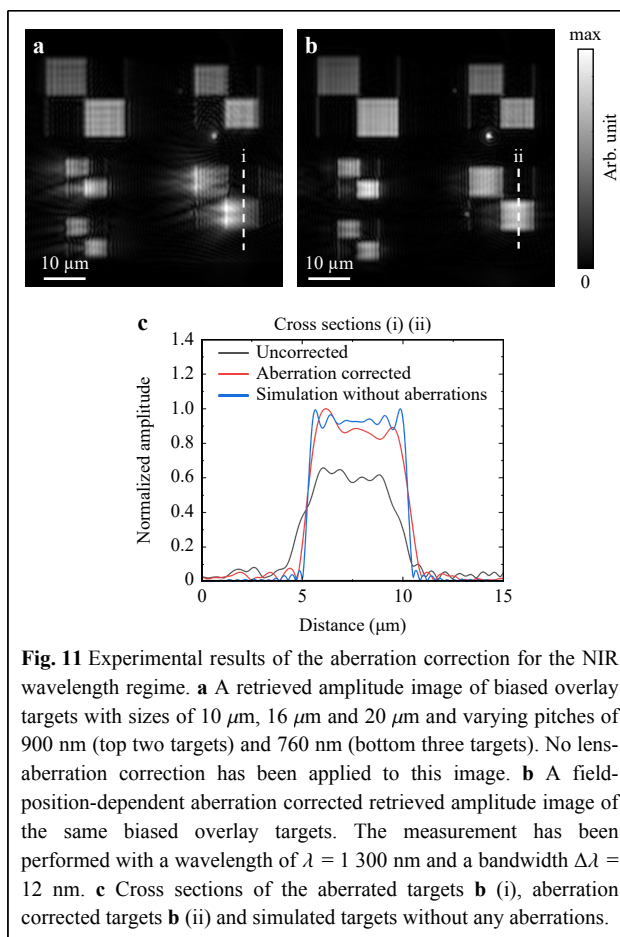 a
i
10 μm
b
ii
10 μm
max
Arb. unit
0
c
Cross sections (i) (ii)
Uncorrected
Aberration corrected
Simulation without aberrations
Normalized amplitude
1.4
1.2
1.0
0.8
0.6
0.4
0.2
0
0
5
10
15
Distance (μm)
Fig. 11 Experimental results of the aberration correction for the NIR
wavelength regime. a A retrieved amplitude image of biased overlay
targets with sizes of 10 μm, 16 μm and 20 μm and varying pitches of
900 nm (top two targets) and 760 nm (bottom three targets). No lens-
aberration correction has been applied to this image. b A field-
position-dependent aberration corrected retrieved amplitude image of
the same biased overlay targets. The measurement has been
performed with a wavelength of λ = 1 300 nm and a bandwidth Δλ =
12 nm. c Cross sections of the aberrated targets b (i), aberration
corrected targets b (ii) and simulated targets without any aberrations.